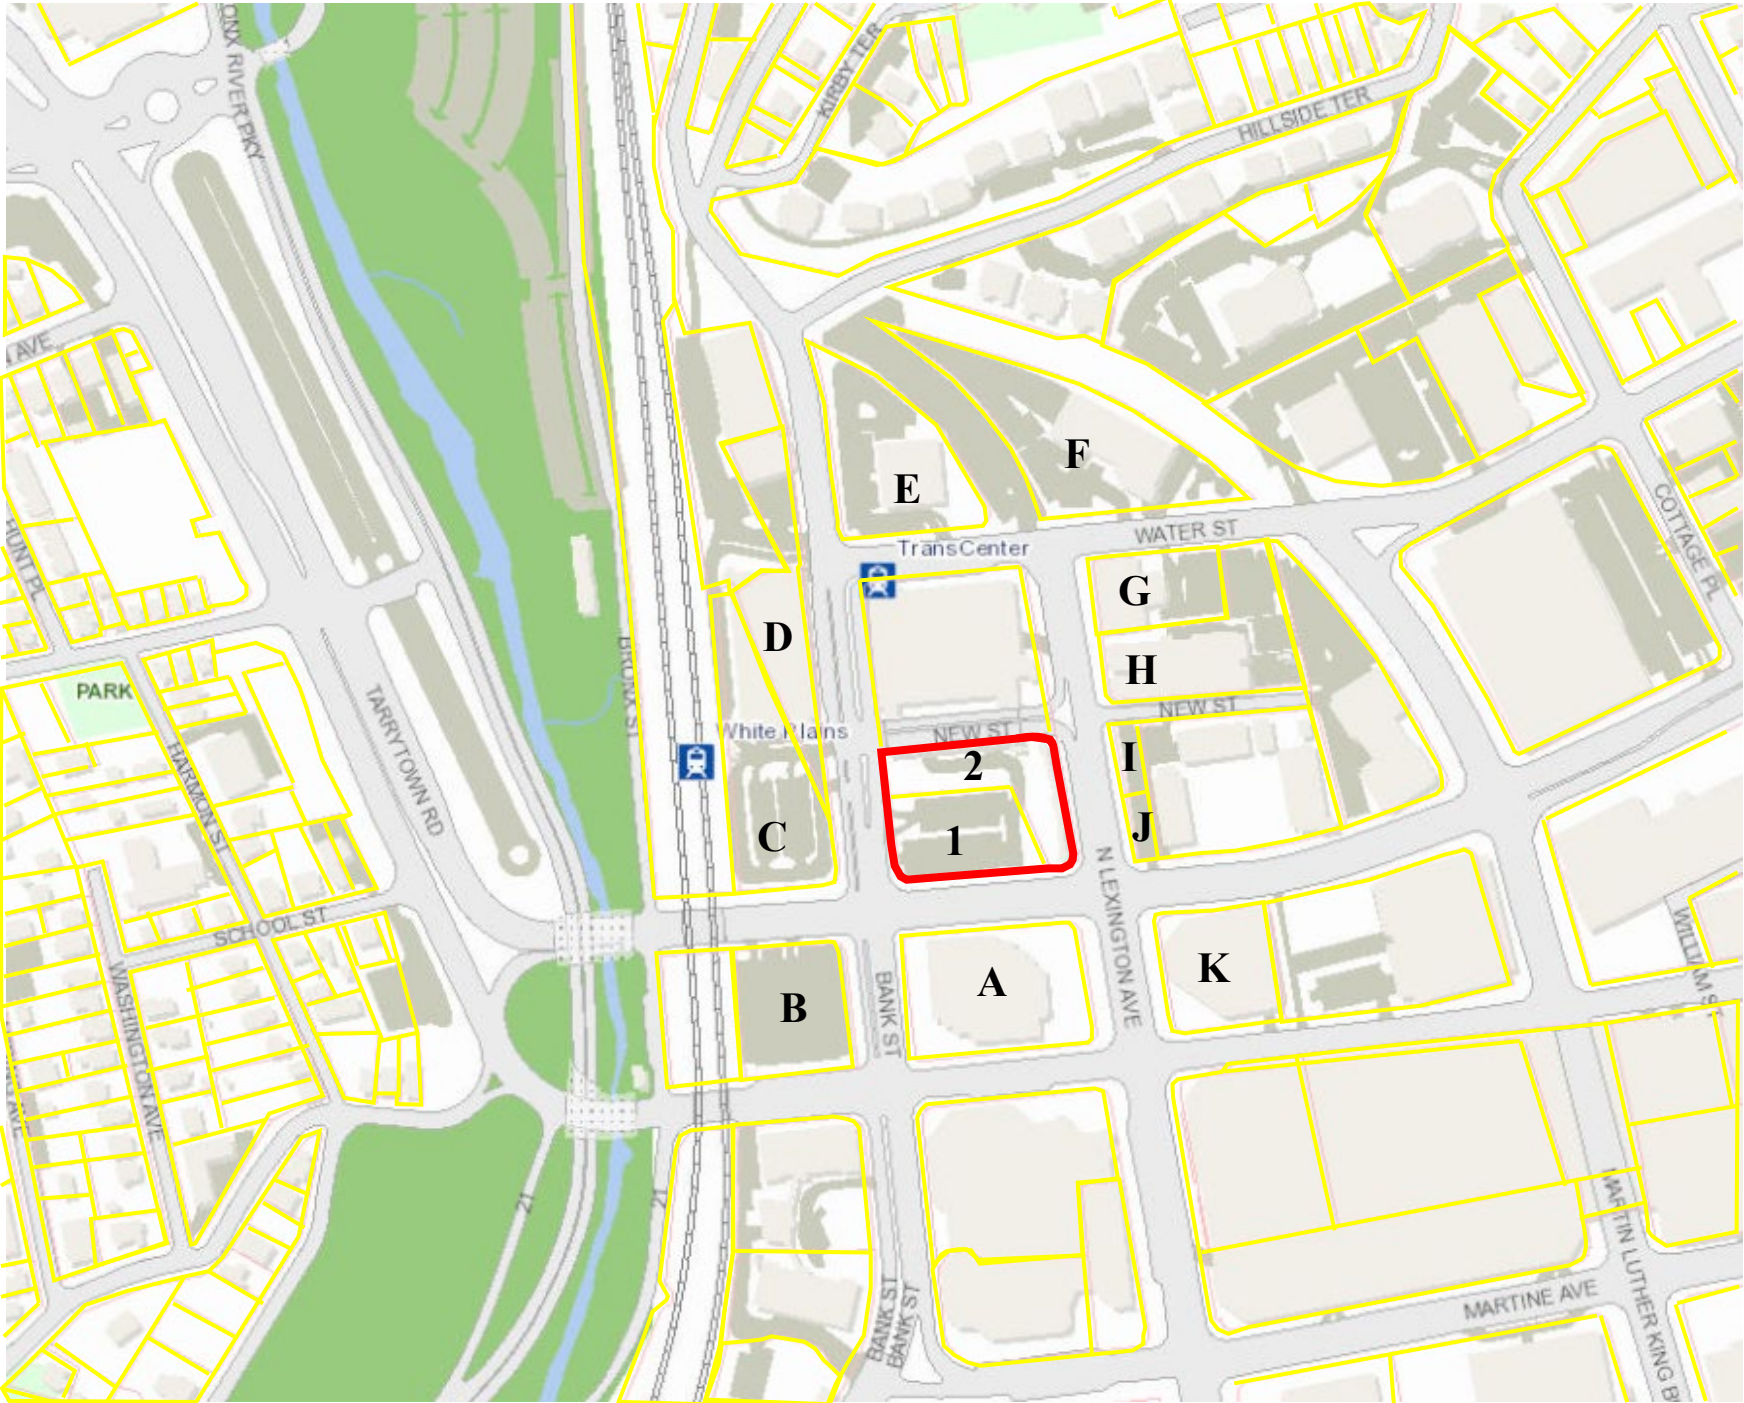 ONX RIVER PKY
KIRBY TER
HILLSIDE TER
AVE
E
F
WATER ST
COTTAGE PL
TransCenter
HUNT PL
G
D
H
BRONX ST
PARK
TARRYTOWN RD
NEW ST
White Plains
NEW ST
HARMON ST
I
2
C
1
J
N LEXINGTON AVE
SCHOOL ST
WILLIAM ST
WASHINGTON AVE
BANK ST
A
B
K
21
21
MARTIN LUTHER KING B
BANK ST
BANK ST
MARTINE AVE